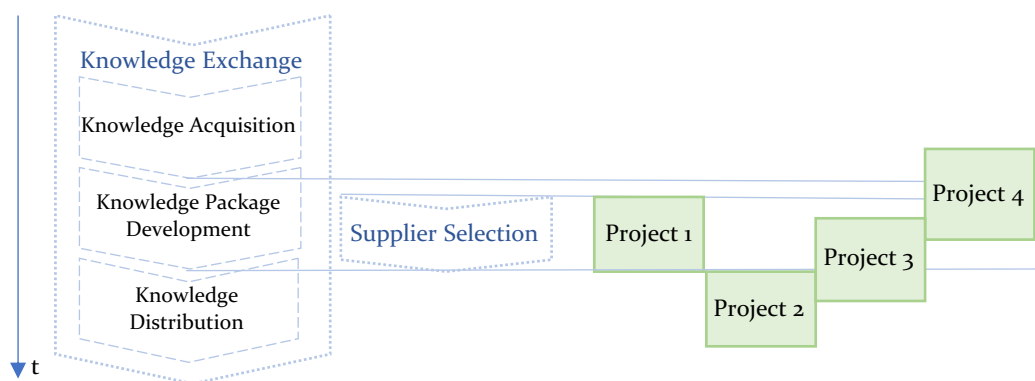 Knowledge Exchange
Knowledge Acquisition
Knowledge Package
Development
Knowledge
Distribution
t
Supplier Selection
Project 1
Project 2
Project 3
Project 4